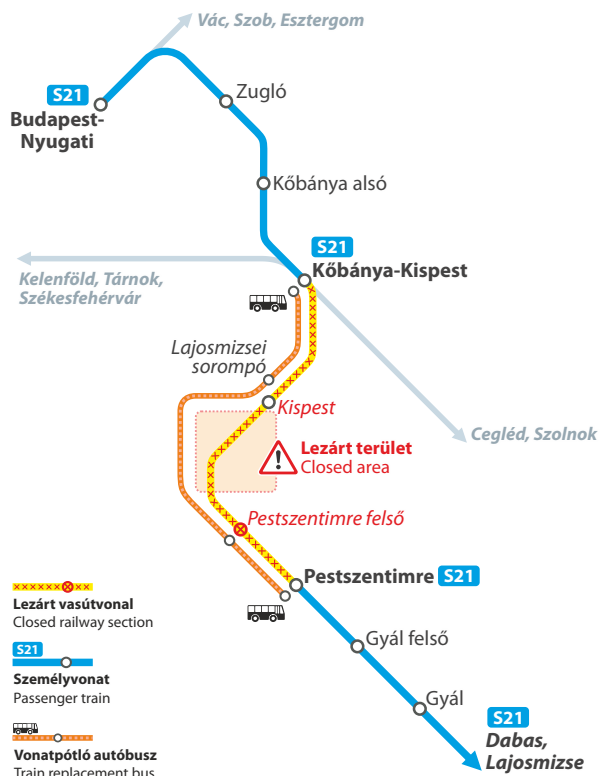 Vác, Szob, Esztergom
S21
Budapest-
Nyugati
Zugló
Kőbánya alsó
S21
Kőbánya-Kispest
Kelenföld, Tárnok,
Székesfehérvár
Lajosmizsei
sorompó
Kispest
Cegléd, Szolnok
Lezárt terület
Closed area
Pestszentimre felső
Pestszentimre S21
Gyál felső
Gyál
S21
Dabas,
Lajosmizse
Lezárt vasútvonal
Closed railway section
S21
Személyvonat
Passenger train
Vonatpótló autóbusz
Train replacement bus